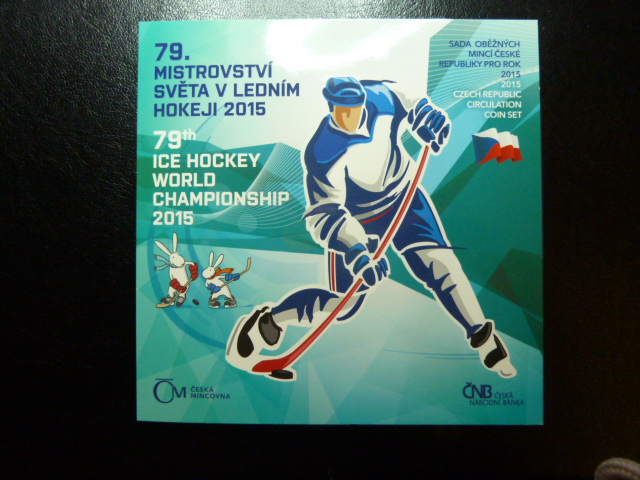 79.
MISTROVSTVÍ
SVĚTA V LEDNÍM
HOKEJI 2015
79th
ICE HOCKEY
WORLD
CHAMPIONSHIP
2015
SADA OBĚŽNÝCH
MINCÍ ČESKÉ
REPUBLIKY PRO ROK
2015
2015
CZECH REPUBLIC
CIRCULATION
COIN SET
ČM ČESKÁ
MINCOVNA
ČNB ČESKÁ
NÁRODNÍ BANKA